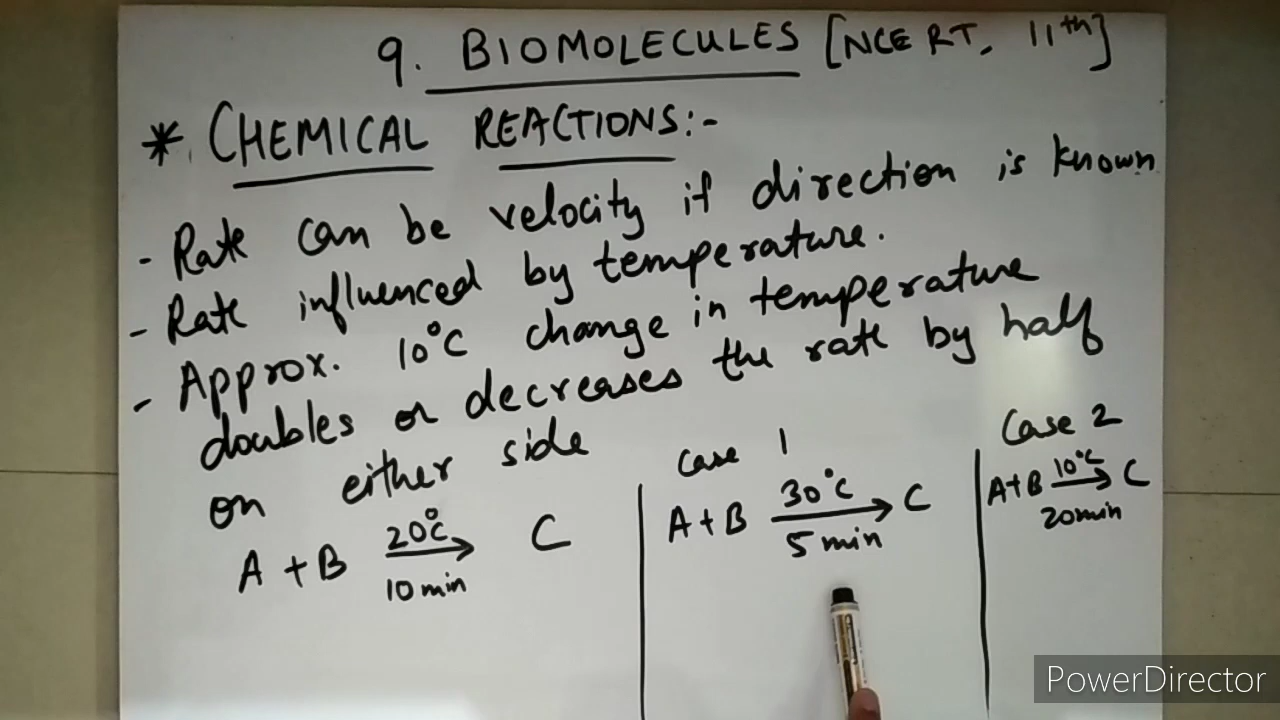 9. BIOMOLECULES [NCERT, 11th]
* CHEMICAL REACTIONS:-
- Rate can be velocity if direction is known
- Rate influenced by temperature.
- Approx. 10°C change in temperature
doubles or decreases the rate by half
on either side
A + B 20°C → C
10 min
Case 1
A + B 30°C → C
5 min
Case 2
A + B 10°C → C
20min
PowerDirector